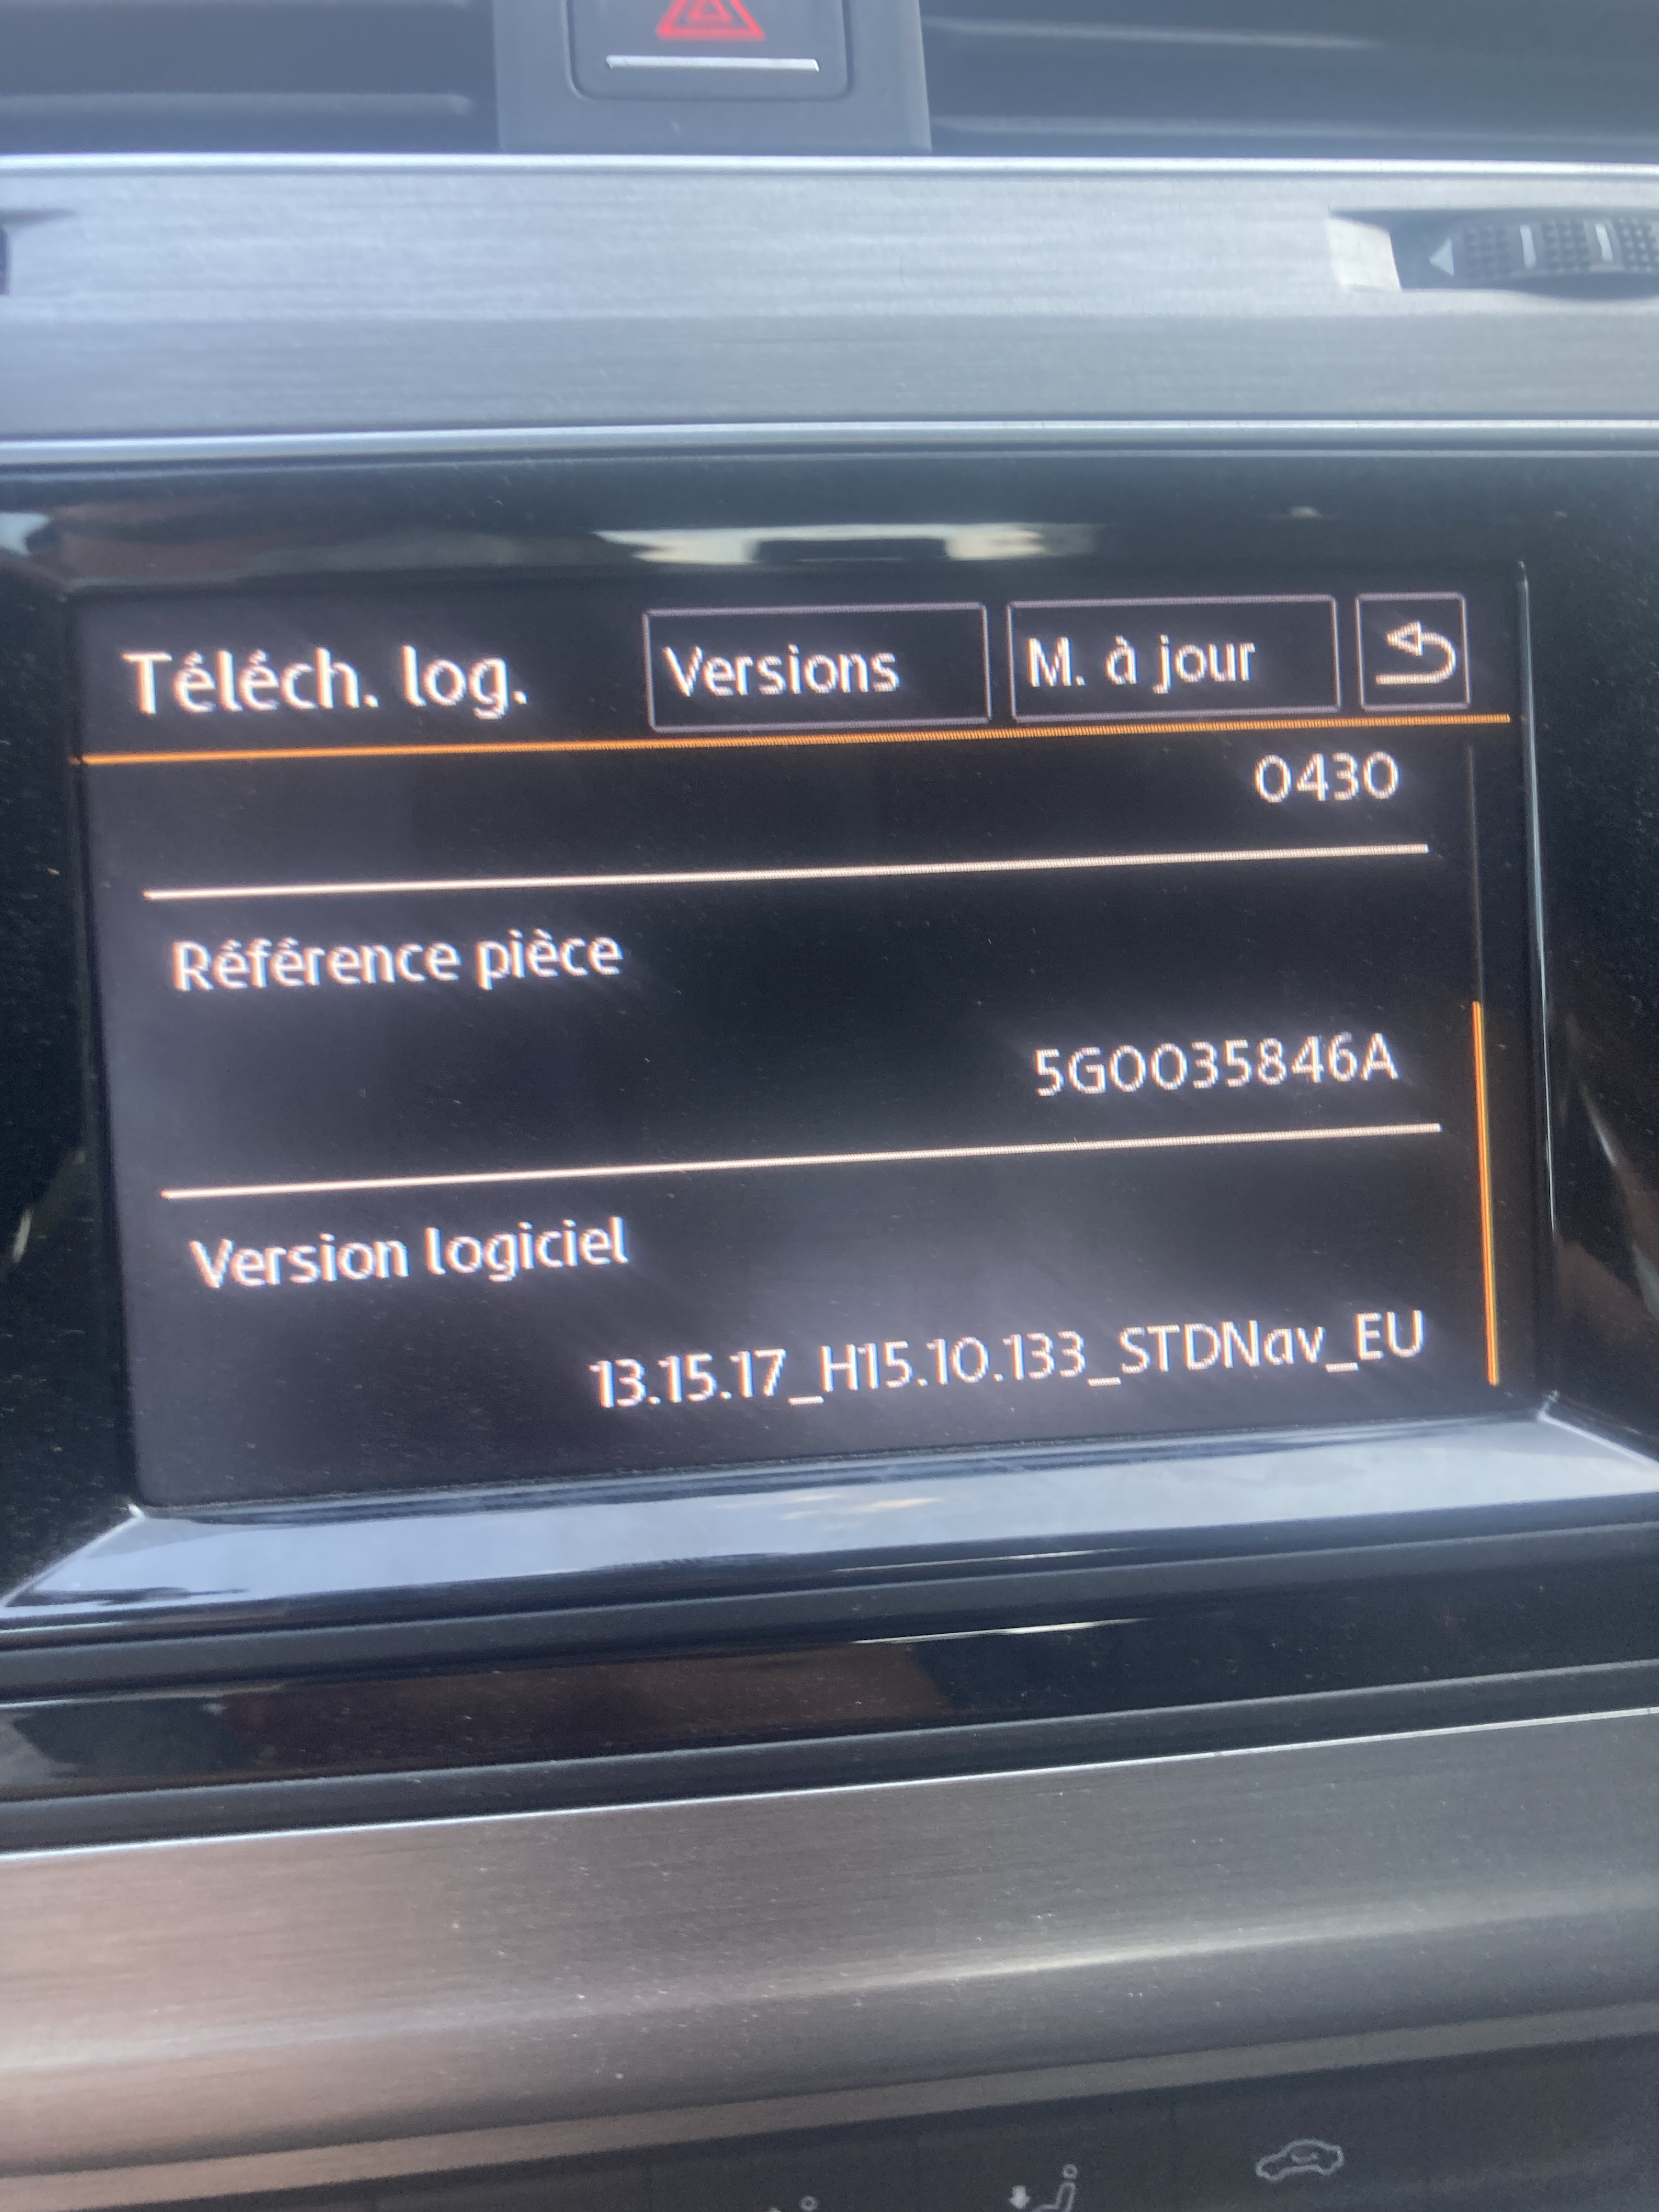 Téléch. log. Versions M. à jour
0430
Référence pièce
5G0035846A
Version logiciel
13.15.17_H15.10.133_STDNav_EU